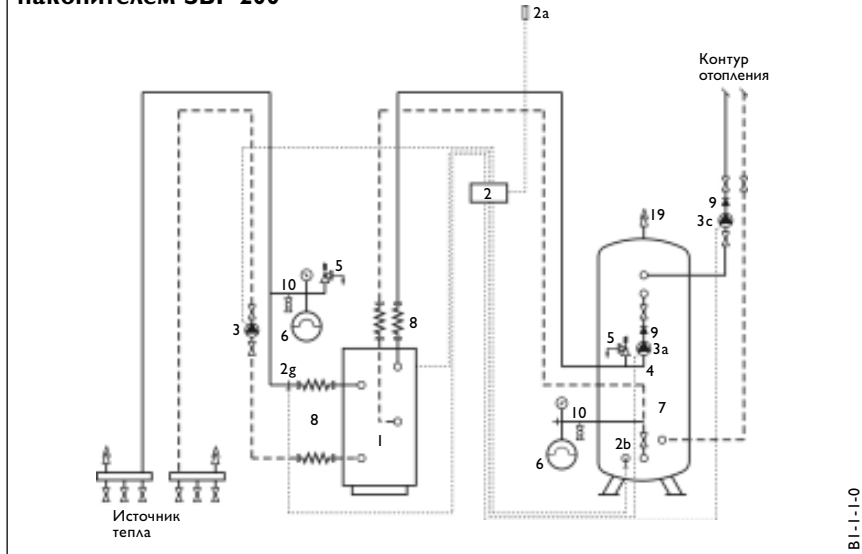 накопителем SBP 200
2a
Контур
отопления
2
9
19
3c
5
10
3
6
8
9
5
3a
4
2g
10
7
8
1
2b
6
Источник
тепла
B1-1-1-0